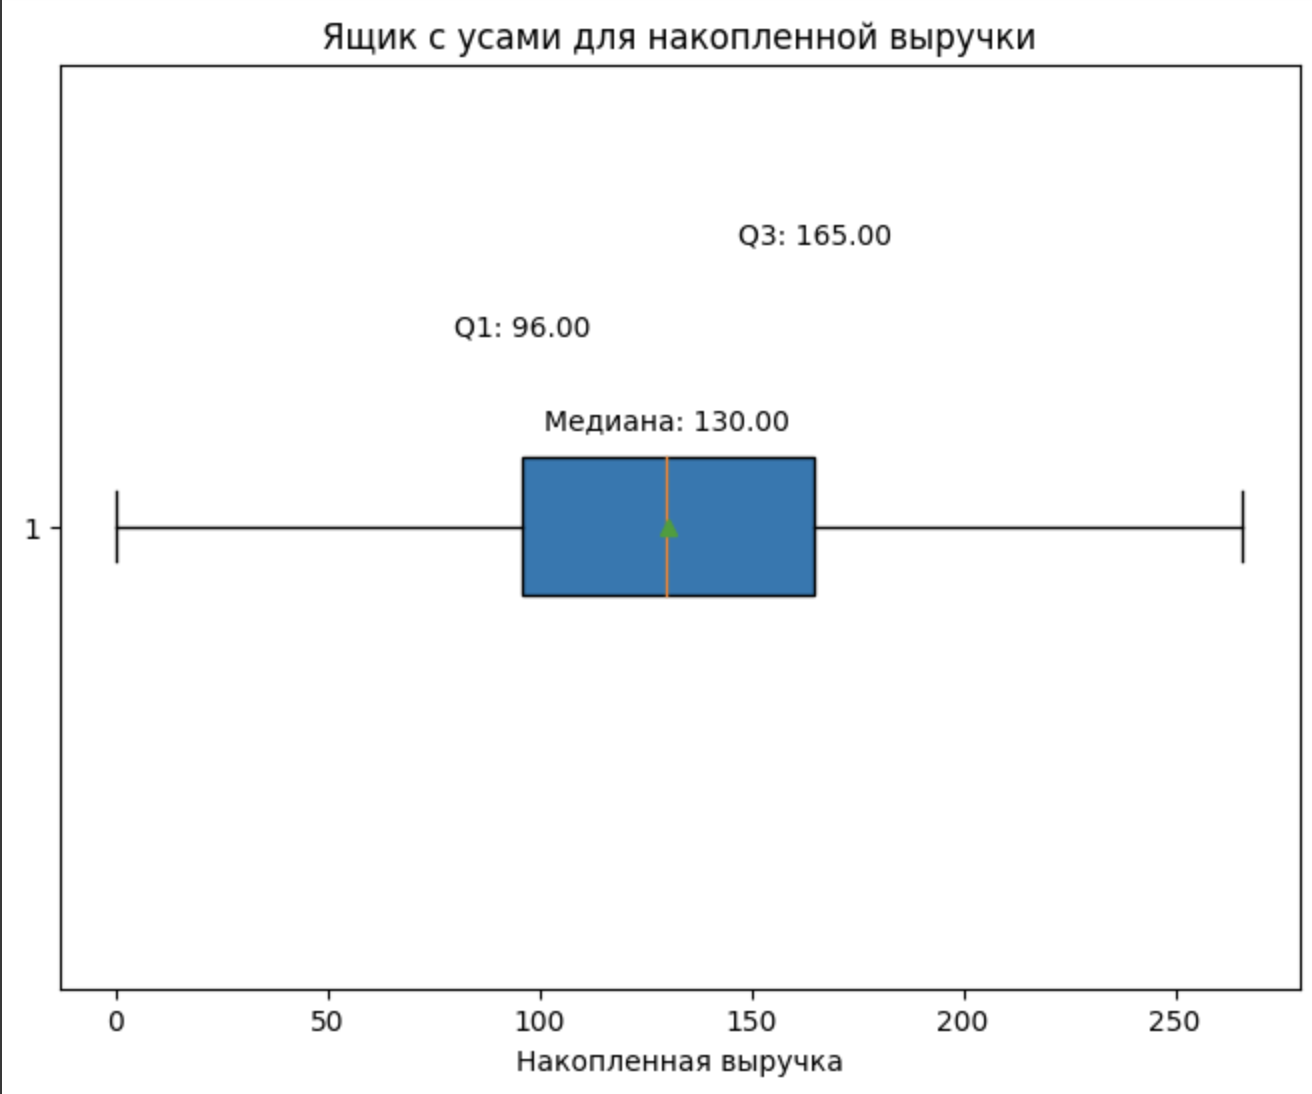 Ящик с усами для накопленной выручки
Q3: 165.00
Q1: 96.00
Медиана: 130.00
1
0 50 100 150 200 250
Накопленная выручка